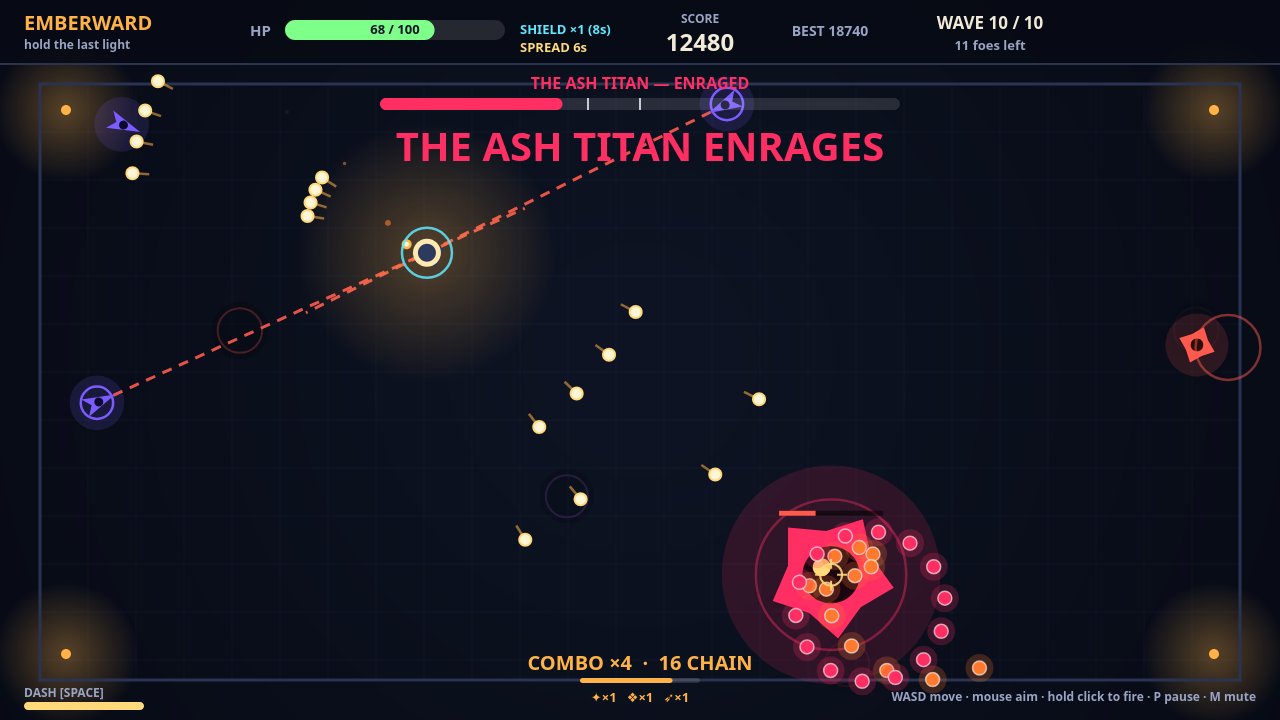 EMBERWARD
hold the last light
HP
68 / 100
SHIELD ×1 (8s)
SPREAD 6s
SCORE
12480
BEST 18740
WAVE 10 / 10
11 foes left
THE ASH TITAN — ENRAGED
THE ASH TITAN ENRAGES
COMBO ×4 · 16 CHAIN
✦×1 ❖×1 ➶×1
DASH [SPACE]
WASD move · mouse aim · hold click to fire · P pause · M mute